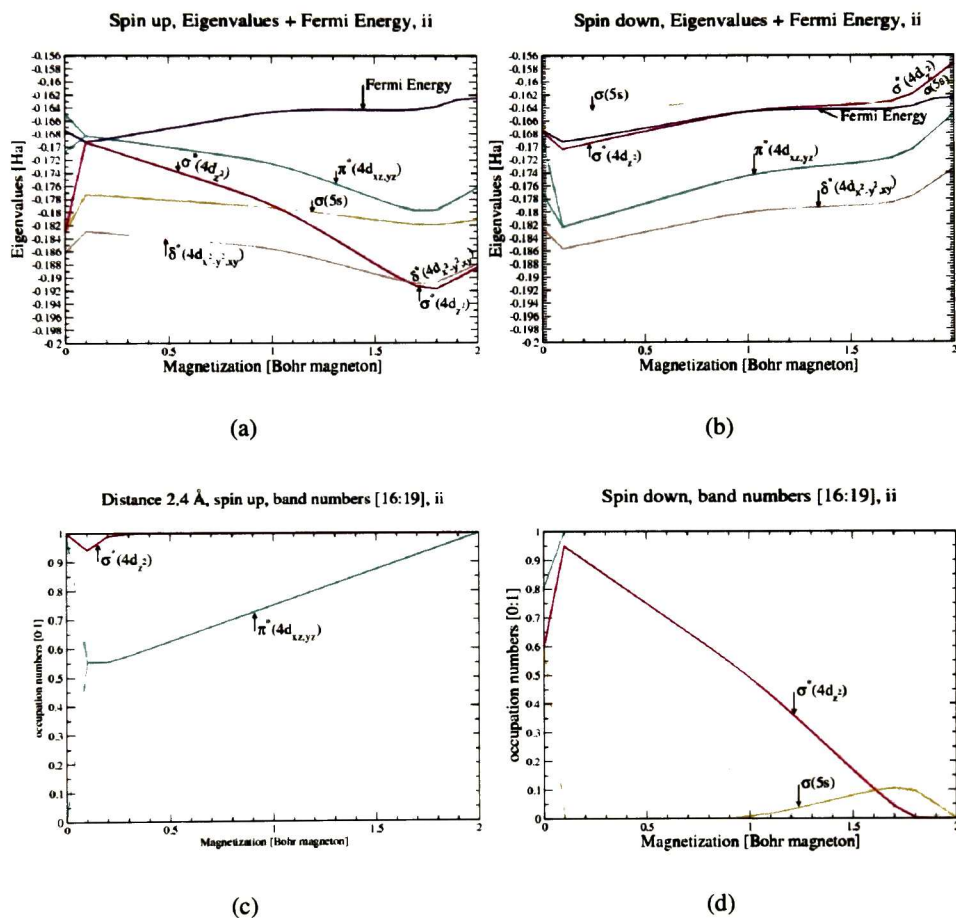 Spin up, Eigenvalues + Fermi Energy, ii
-0.156
-0.158
-0.16
-0.162
-0.164
-0.166
-0.168
-0.17
-0.172
-0.174
-0.176
-0.178
-0.18
-0.182
-0.184
-0.186
-0.188
-0.19
-0.192
-0.194
-0.196
-0.198
-0.2
Eigenvalues [Ha]
Fermi Energy
σ*(4d_z²)
π*(4d_xz,yz)
σ(5s)
δ*(4d_x²-y²,xy)
δ*(4d_x²-y²,xy)
σ*(4d_z²)
0 0.5 1 1.5 2
Magnetization [Bohr magneton]
(a)
Spin down, Eigenvalues + Fermi Energy, ii
-0.156
-0.158
-0.16
-0.162
-0.164
-0.166
-0.168
-0.17
-0.172
-0.174
-0.176
-0.178
-0.18
-0.182
-0.184
-0.186
-0.188
-0.19
-0.192
-0.194
-0.196
-0.198
-0.2
Eigenvalues [Ha]
σ*(4d_z²)
σ(5s)
σ(5s)
Fermi Energy
σ*(4d_z²)
π*(4d_xz,yz)
δ*(4d_x²-y²,xy)
0 0.5 1 1.5 2
Magnetization [Bohr magneton]
(b)
Distance 2,4 Å, spin up, band numbers [16:19], ii
1
0.9
0.8
0.7
0.6
0.5
0.4
0.3
0.2
0.1
0
occupation numbers [0:1]
σ*(4d_z²)
π*(4d_xz,yz)
0 0.5 1 1.5 2
Magnetization [Bohr magneton]
(c)
Spin down, band numbers [16:19], ii
1
0.9
0.8
0.7
0.6
0.5
0.4
0.3
0.2
0.1
0
occupation numbers [0:1]
σ*(4d_z²)
σ(5s)
0 0.5 1 1.5 2
Magnetization [Bohr magneton]
(d)